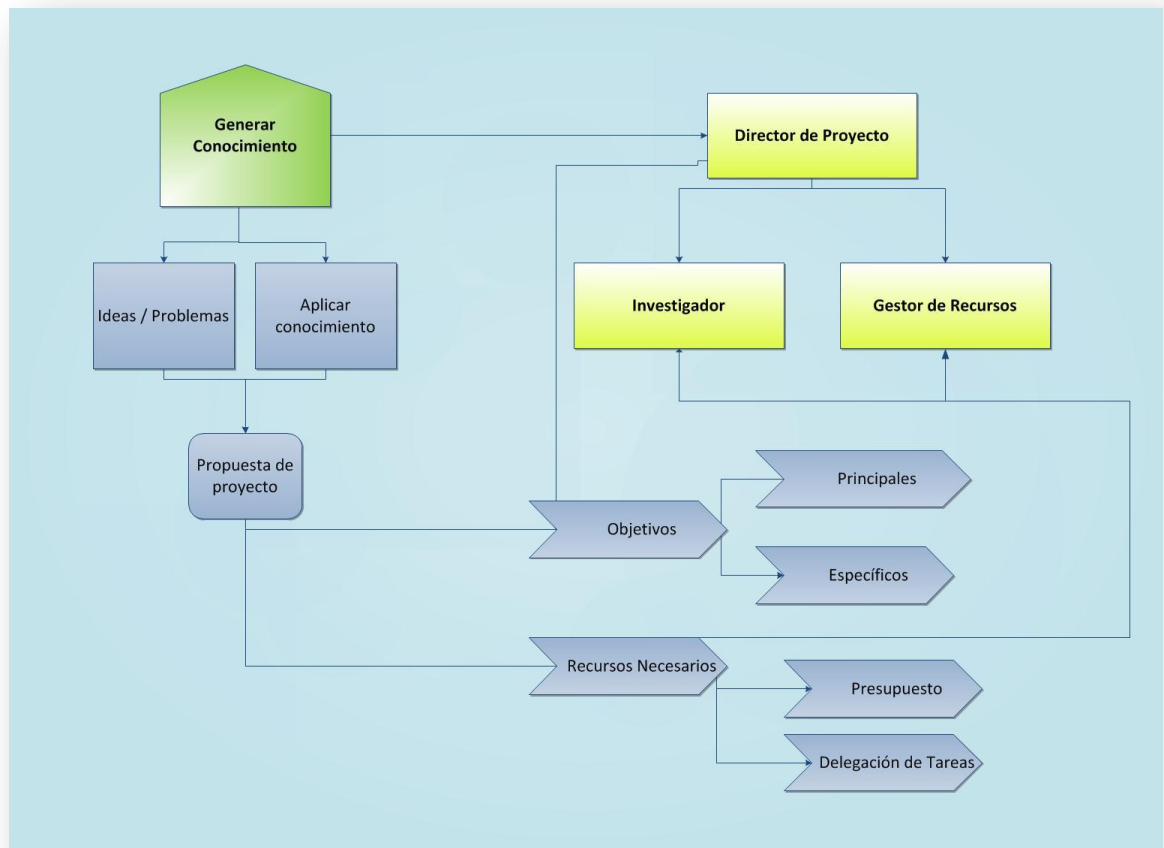 Generar
Conocimiento
Director de Proyecto
Ideas / Problemas
Aplicar
conocimiento
Investigador
Gestor de Recursos
Propuesta de
proyecto
Principales
Objetivos
Específicos
Recursos Necesarios
Presupuesto
Delegación de Tareas